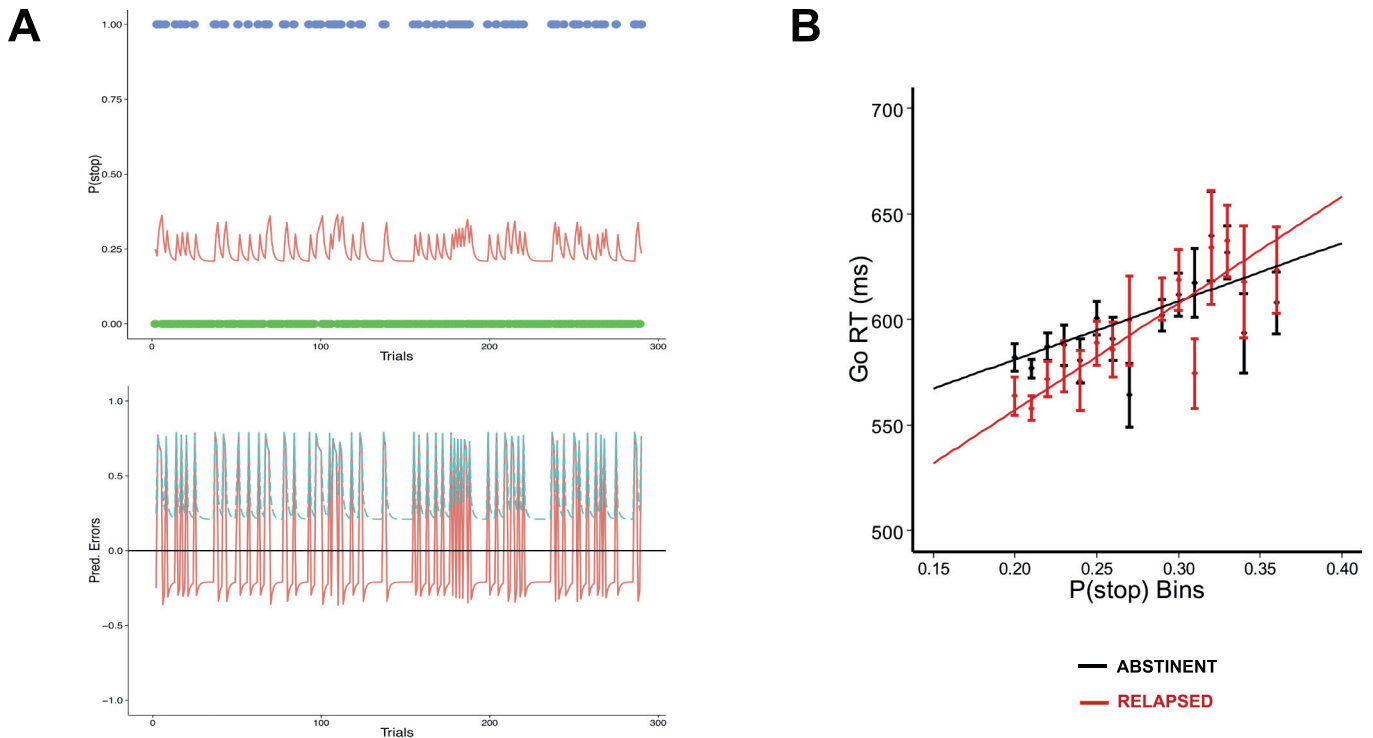 A
1.00
0.75
0.50
0.25
0.00
P(stop)
0 100 200 300
Trials
1.0
0.5
0.0
−0.5
−1.0
Pred. Errors
0 100 200 300
Trials
B
700
650
600
550
500
Go RT (ms)
0.15 0.20 0.25 0.30 0.35 0.40
P(stop) Bins
ABSTINENT
RELAPSED